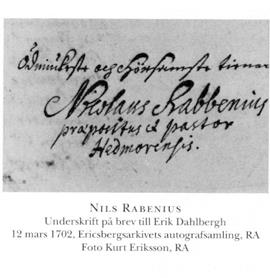 Ödmiukeste och hörsamste tienare
Nicolaus Rabbenius
præpositus & pastor
Hedmorensis.
NILS RABENIUS
Underskrift på brev till Erik Dahlbergh
12 mars 1702, Ericsbergsarkivets autografsamling, RA
Foto Kurt Eriksson, RA